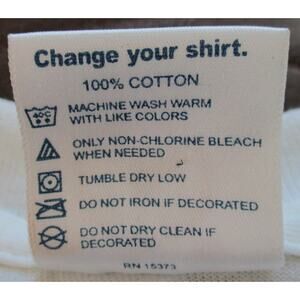 Change your shirt.
100% COTTON
40C
MACHINE WASH WARM
WITH LIKE COLORS
ONLY NON-CHLORINE BLEACH
WHEN NEEDED
TUMBLE DRY LOW
DO NOT IRON IF DECORATED
DO NOT DRY CLEAN IF
DECORATED
RN 15373